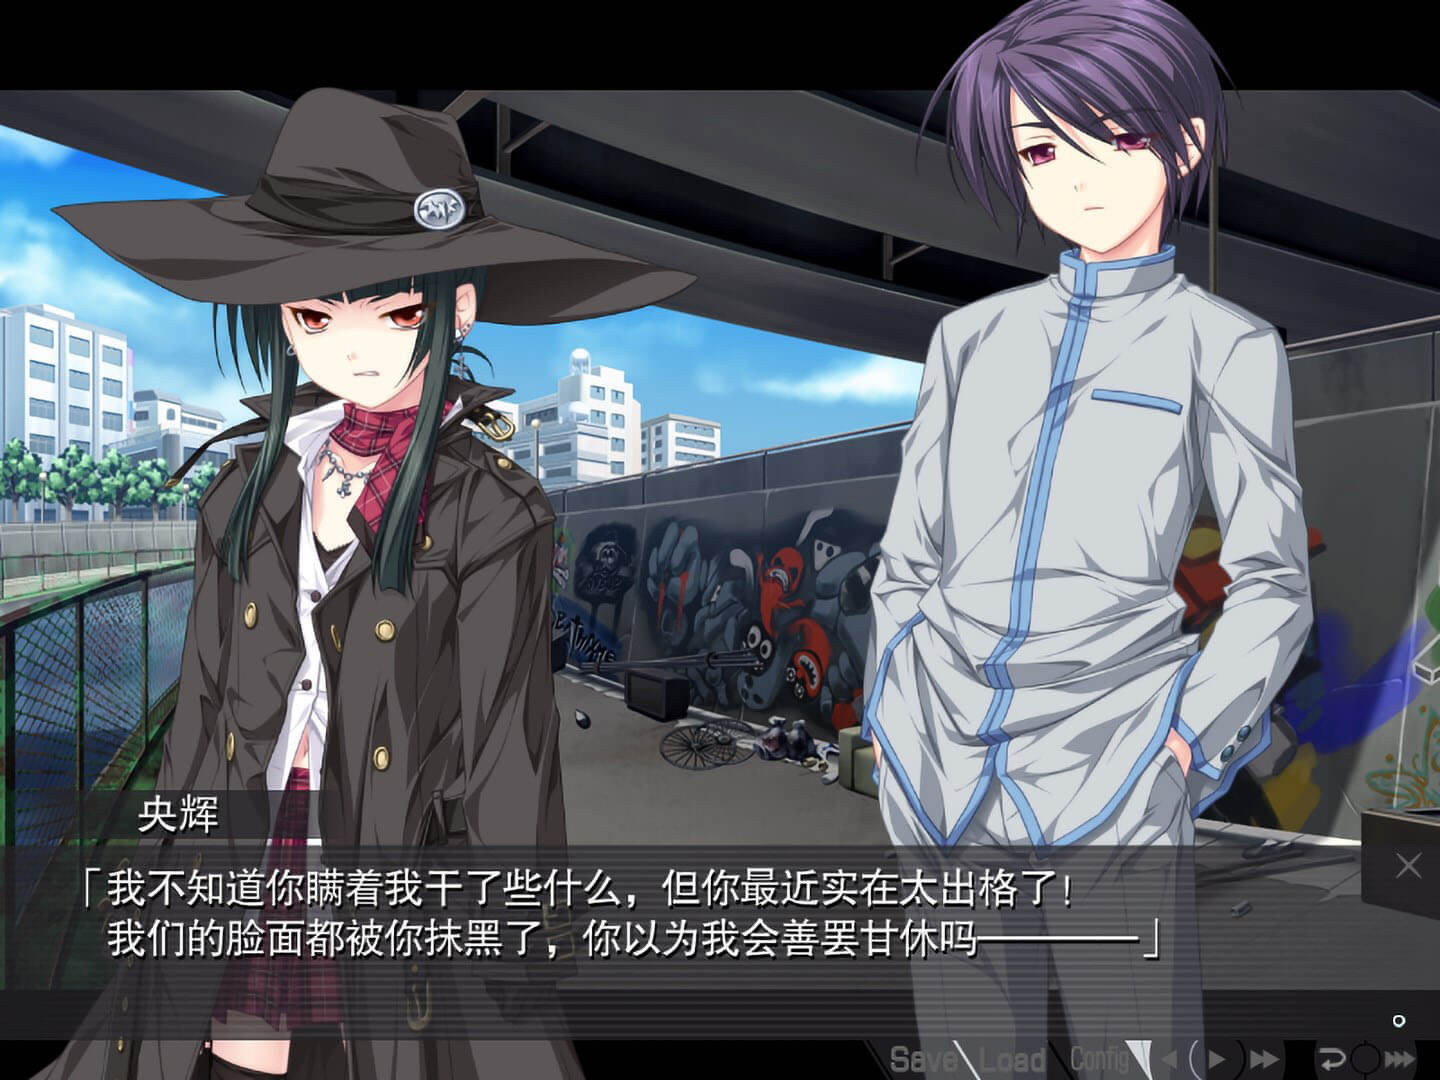 央辉
「我不知道你瞒着我干了些什么，但你最近实在太出格了！
我们的脸面都被你抹黑了，你以为我会善罢甘休吗————」
Save Load Config